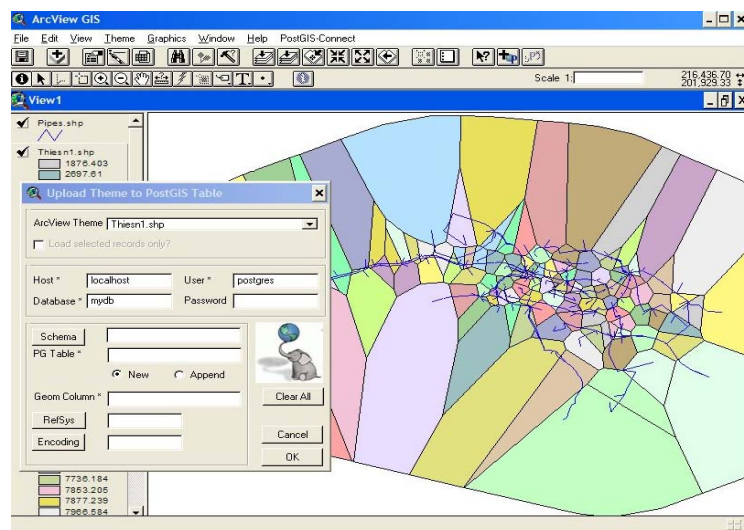 ArcView GIS
File Edit View Theme Graphics Window Help PostGIS-Connect
Scale 1:
216,436.70
201,929.33
View1
Pipes.shp
Thiesn1.shp
1876.403
2697.61
Upload Theme to PostGIS Table
ArcView Theme Thiesn1.shp
Load selected records only?
Host * localhost User * postgres
Database * mydb Password
Schema
PG Table *
New Append
Geom Column * Clear All
RefSys
Encoding Cancel
OK
7736.184
7853.205
7877.239
7966.584